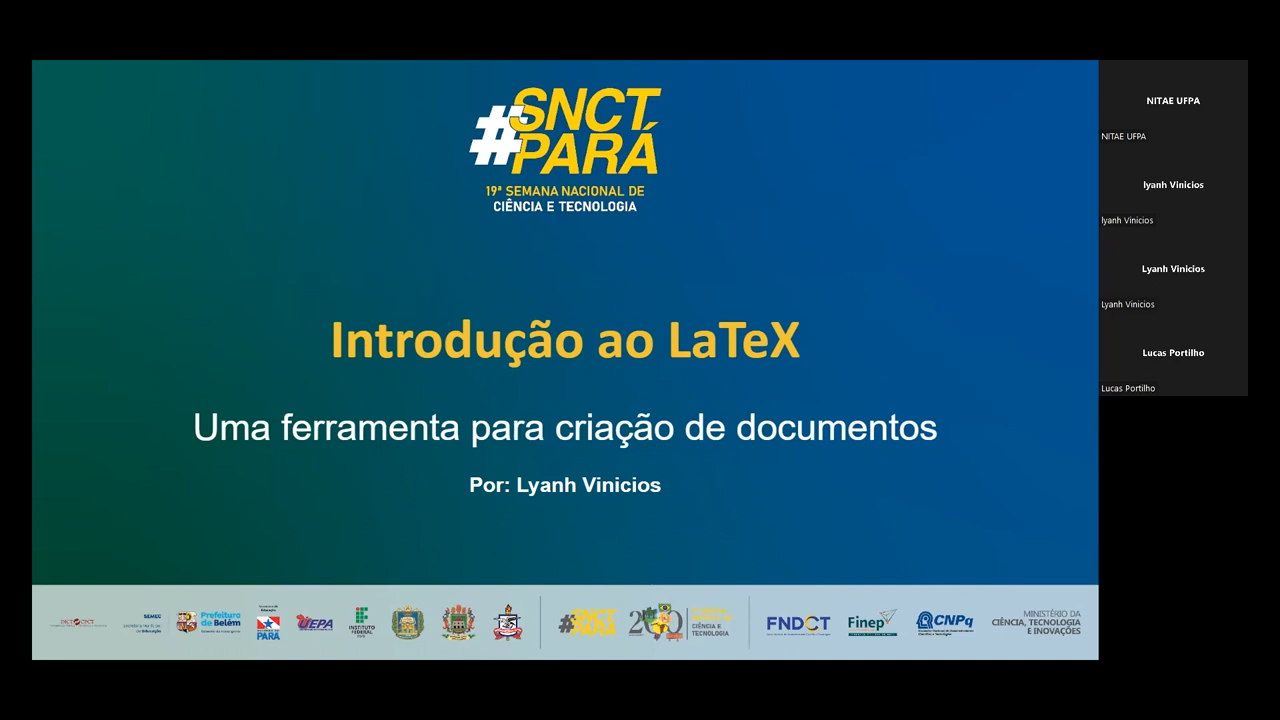 #SNCT
PARÁ
19ª SEMANA NACIONAL DE
CIÊNCIA E TECNOLOGIA
Introdução ao LaTeX
Uma ferramenta para criação de documentos
Por: Lyanh Vinicios
SEMEC
Prefeitura
de Belém
PARÁ
UEPA
INSTITUTO
FEDERAL
#SNCT
PARÁ
CIÊNCIA E
TECNOLOGIA
FNDCT
Finep
CNPq
MINISTÉRIO DA
CIÊNCIA, TECNOLOGIA
E INOVAÇÕES
NITAE UFPA
NITAE UFPA
lyanh Vinicios
lyanh Vinicios
Lyanh Vinicios
Lyanh Vinicios
Lucas Portilho
Lucas Portilho